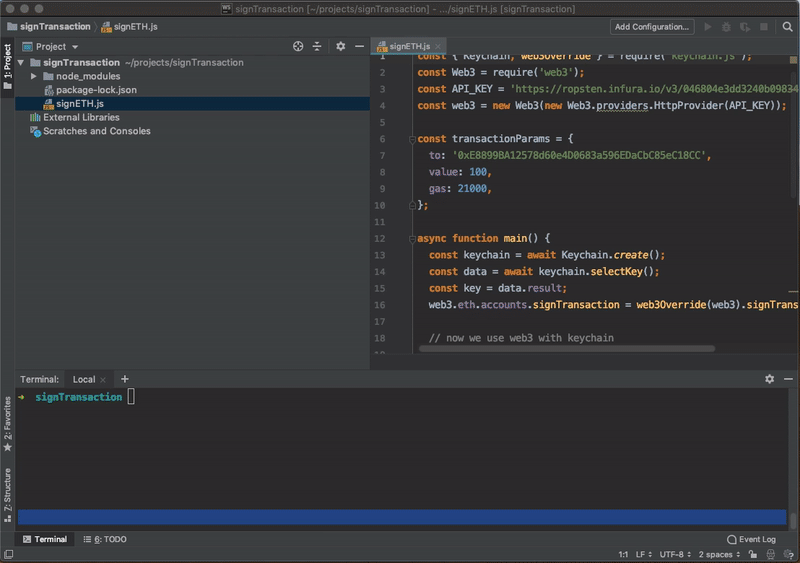 WS signTransaction [~/projects/signTransaction] - .../signETH.js [signTransaction]
signTransaction signETH.js Add Configuration...
1: Project
Project
signTransaction ~/projects/signTransaction
node_modules
package-lock.json
signETH.js
External Libraries
Scratches and Consoles
signETH.js
1 const { Keychain, web3Override } = require('keychain.js');
2 const Web3 = require('web3');
3 const API_KEY = 'https://ropsten.infura.io/v3/046804e3dd3240b09834
4 const web3 = new Web3(new Web3.providers.HttpProvider(API_KEY));
5
6 const transactionParams = {
7 to: '0xE8899BA12578d60e4D0683a596EDaCbC85eC18CC',
8 value: 100,
9 gas: 21000,
10 };
11
12 async function main() {
13 const keychain = await Keychain.create();
14 const data = await keychain.selectKey();
15 const key = data.result;
16 web3.eth.accounts.signTransaction = web3Override(web3).signTrans
17
18 // now we use web3 with keychain
19
Terminal: Local +
→ signTransaction
2: Favorites
7: Structure
Terminal 6: TODO Event Log
1:1 LF UTF-8 2 spaces